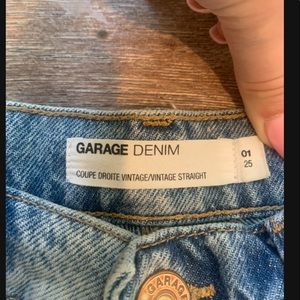 GARAGE DENIM
01
25
COUPE DROITE VINTAGE/VINTAGE STRAIGHT
GARAGE